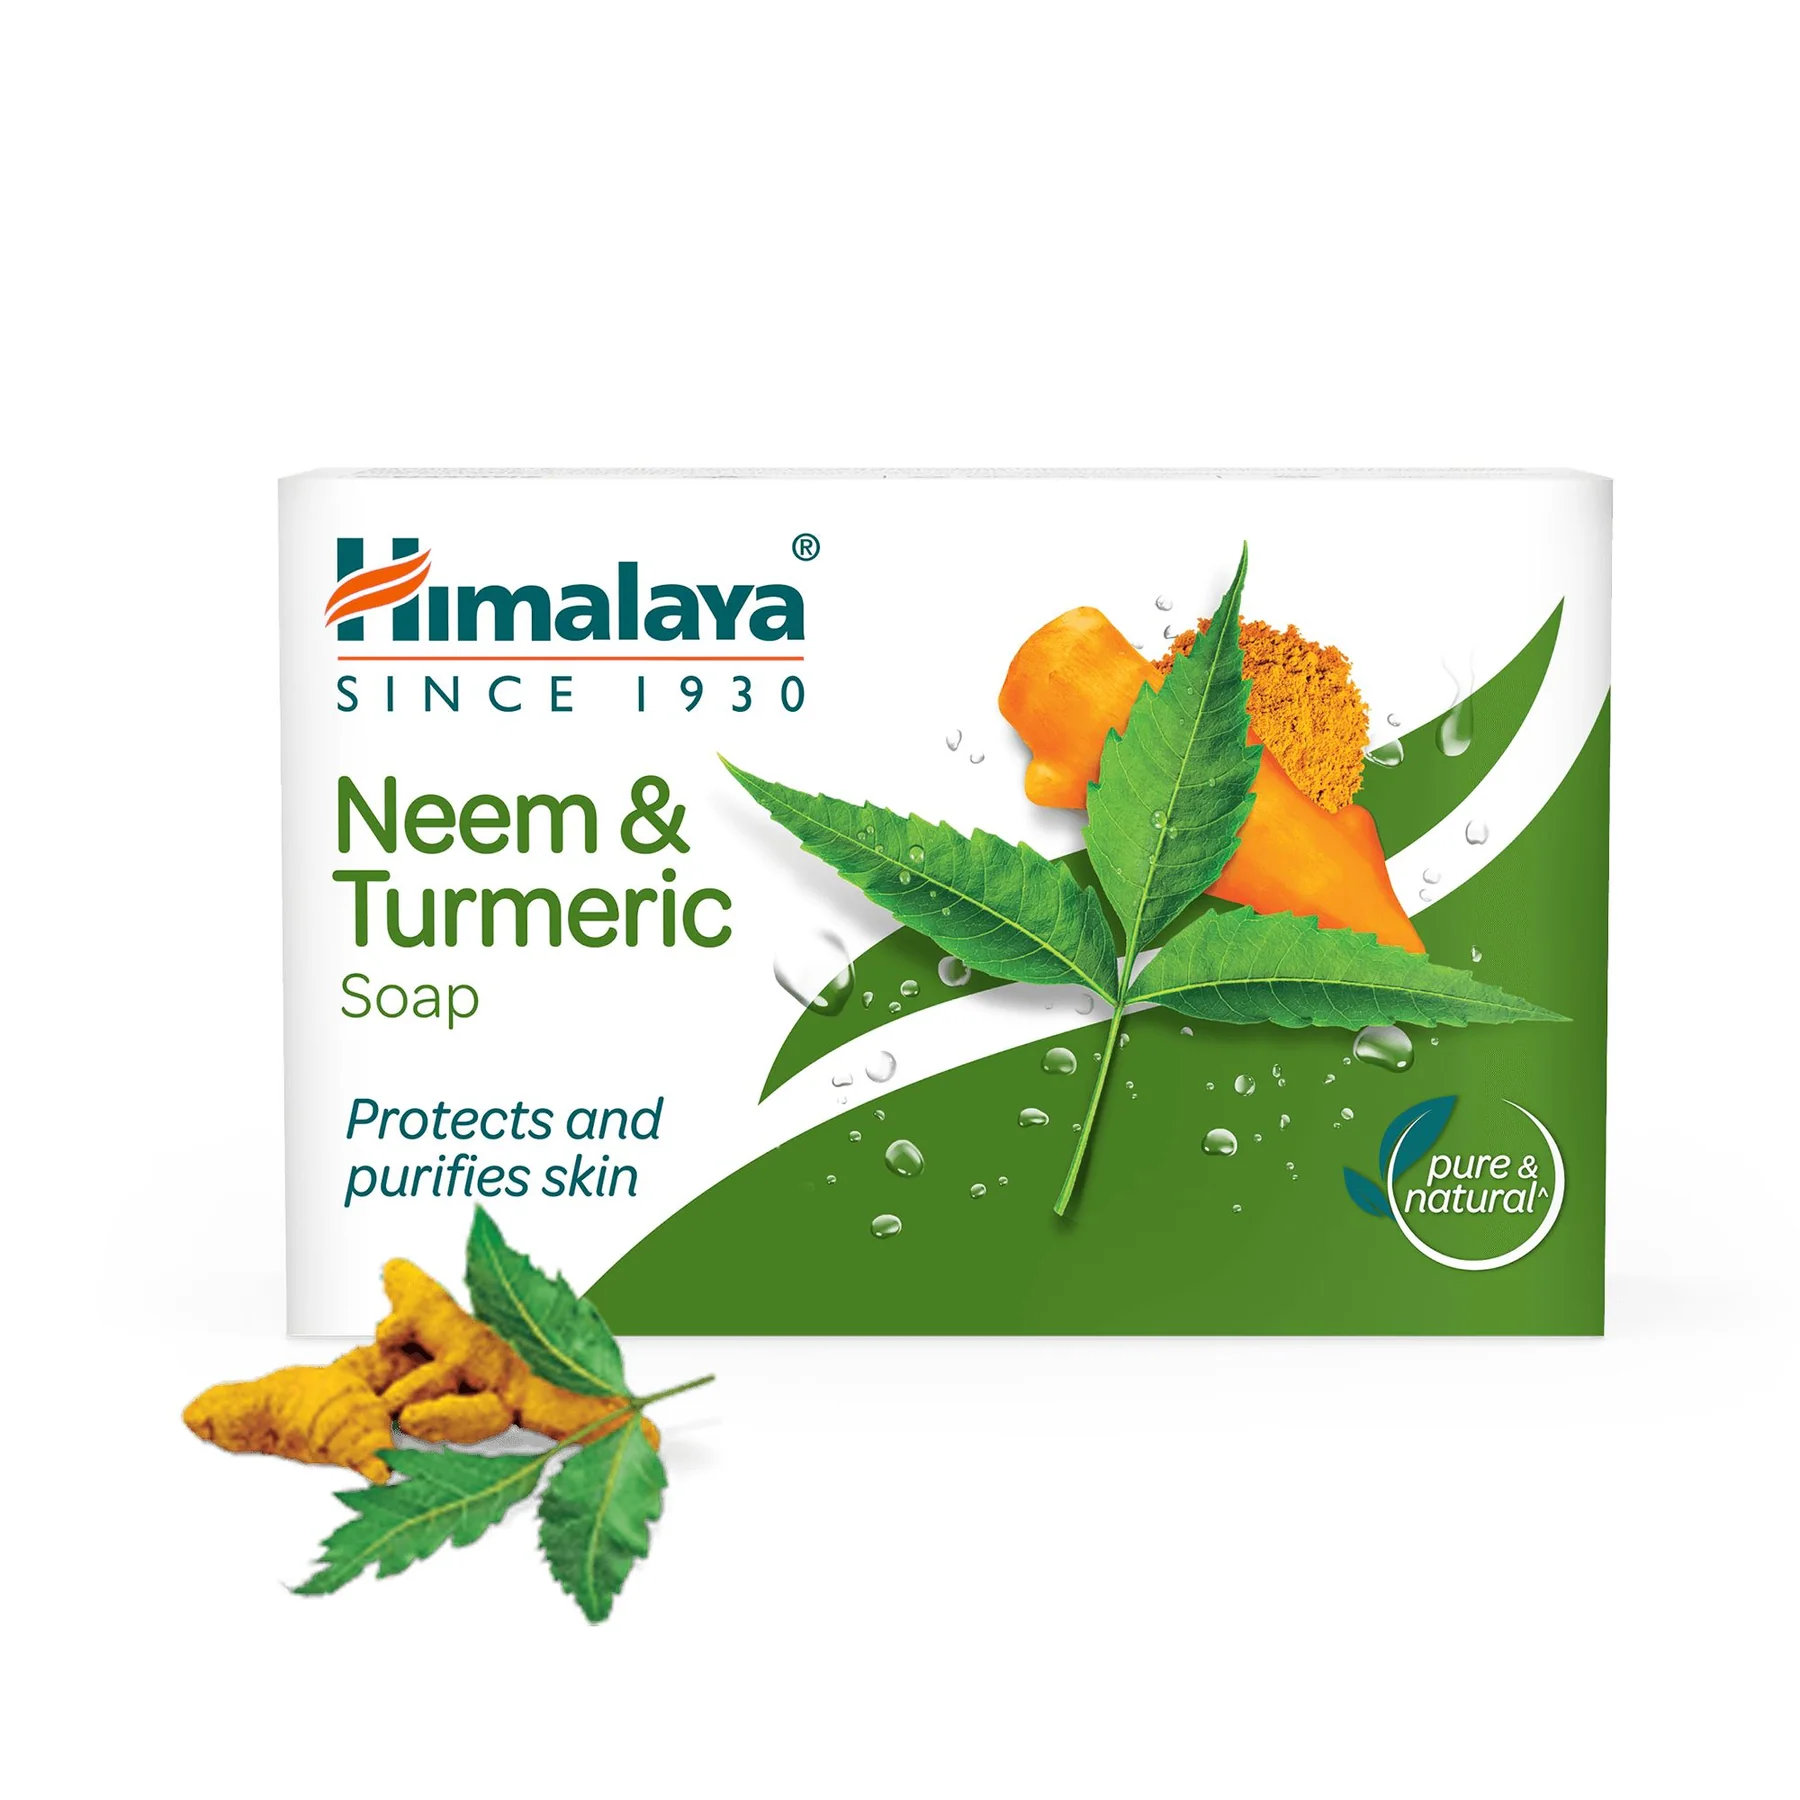 Himalaya®
SINCE 1930
Neem &
Turmeric
Soap
Protects and
purifies skin
pure &
natural^